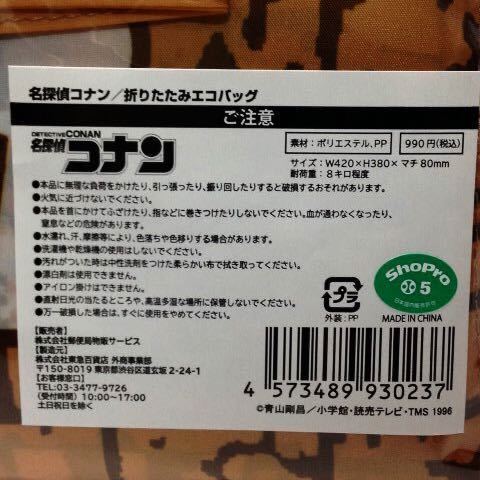 名探偵コナン／折りたたみエコバッグ
ご注意
DETECTIVE CONAN
名探偵コナン
素材：ポリエステル、PP
990円(税込)
サイズ：W420×H380×マチ80mm
耐荷重：8キロ程度
●本品に無理な負荷をかけたり、引っ張ったり、振り回したりすると破損するおそれがあります。
●火気に近づけないでください。
●本品を首にかけてふざけたり、指などに巻きつけたりしないでください。血が通わなくなったり、
窒息などの危険があります。
●水濡れ、汗、摩擦等により、色落ちや色移りする場合があります。
●洗濯機や乾燥機の使用はしないでください。
●汚れがついた時は中性洗剤をつけた柔らかい布で拭き取ってください。
●漂白剤は使用できません。
●アイロン掛けはできません。
●直射日光の当たるところや、高温多湿な場所に保管しないでください。
●万一破損した場合は、すぐに使用をやめてください。
プラ
外装：PP
ShoPro
5
日本国内販売許可
MADE IN CHINA
【販売者】
株式会社郵便局物販サービス
【製造元】
株式会社東急百貨店 外商事業部
〒150-8019 東京都渋谷区道玄坂 2-24-1
【お客様窓口】
TEL：03-3477-9726
(受付時間) 10:00〜17:00
土日祝日を除く
4 573489 930237
©青山剛昌／小学館・読売テレビ・TMS 1996